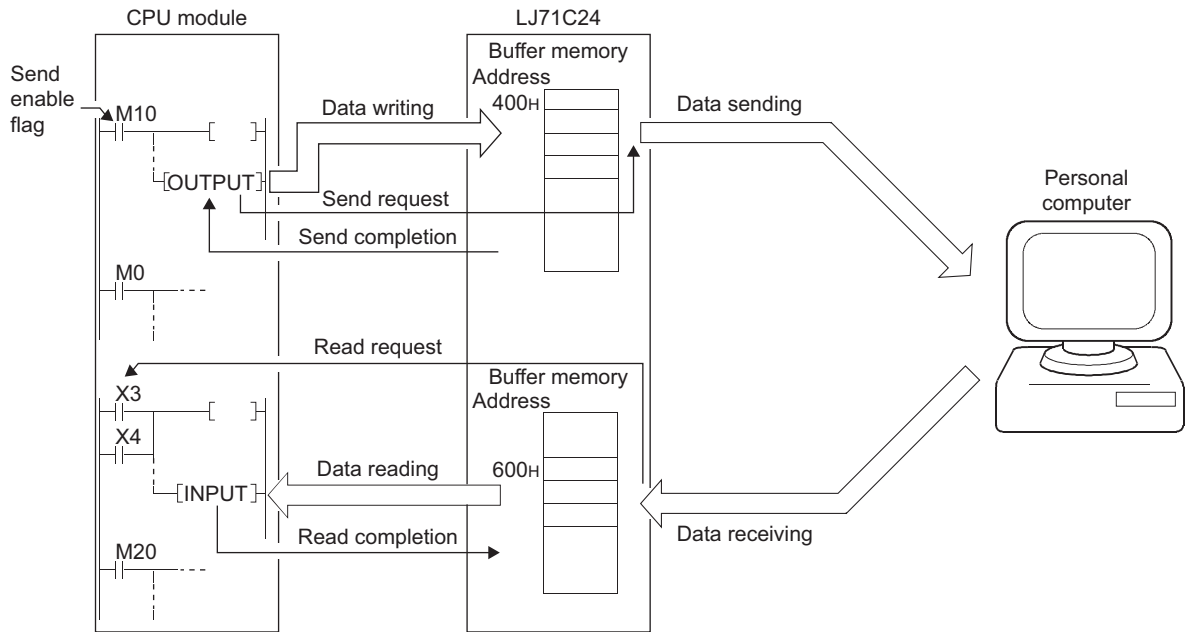 CPU module
LJ71C24
Send
enable
flag
M10
[ ]
[OUTPUT]
Data writing
Send request
Send completion
Buffer memory
Address
400H
Data sending
Personal
computer
M0
Read request
X3
[ ]
X4
[INPUT]
Data reading
Read completion
Buffer memory
Address
600H
Data receiving
M20